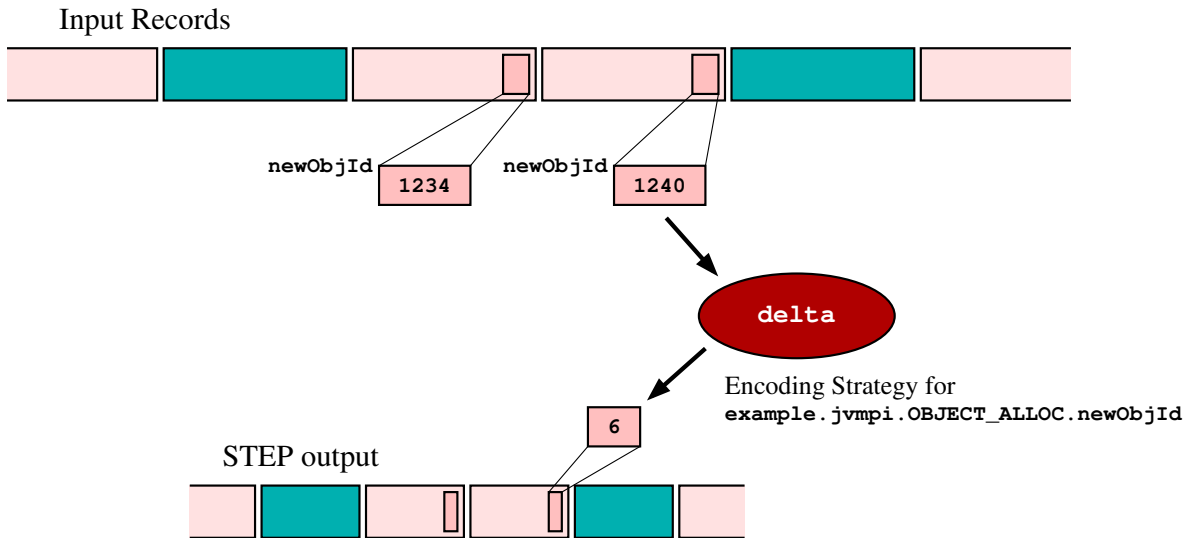 Input Records
newObjId
newObjId
1234
1240
delta
Encoding Strategy for
example.jvmpi.OBJECT_ALLOC.newObjId
6
STEP output